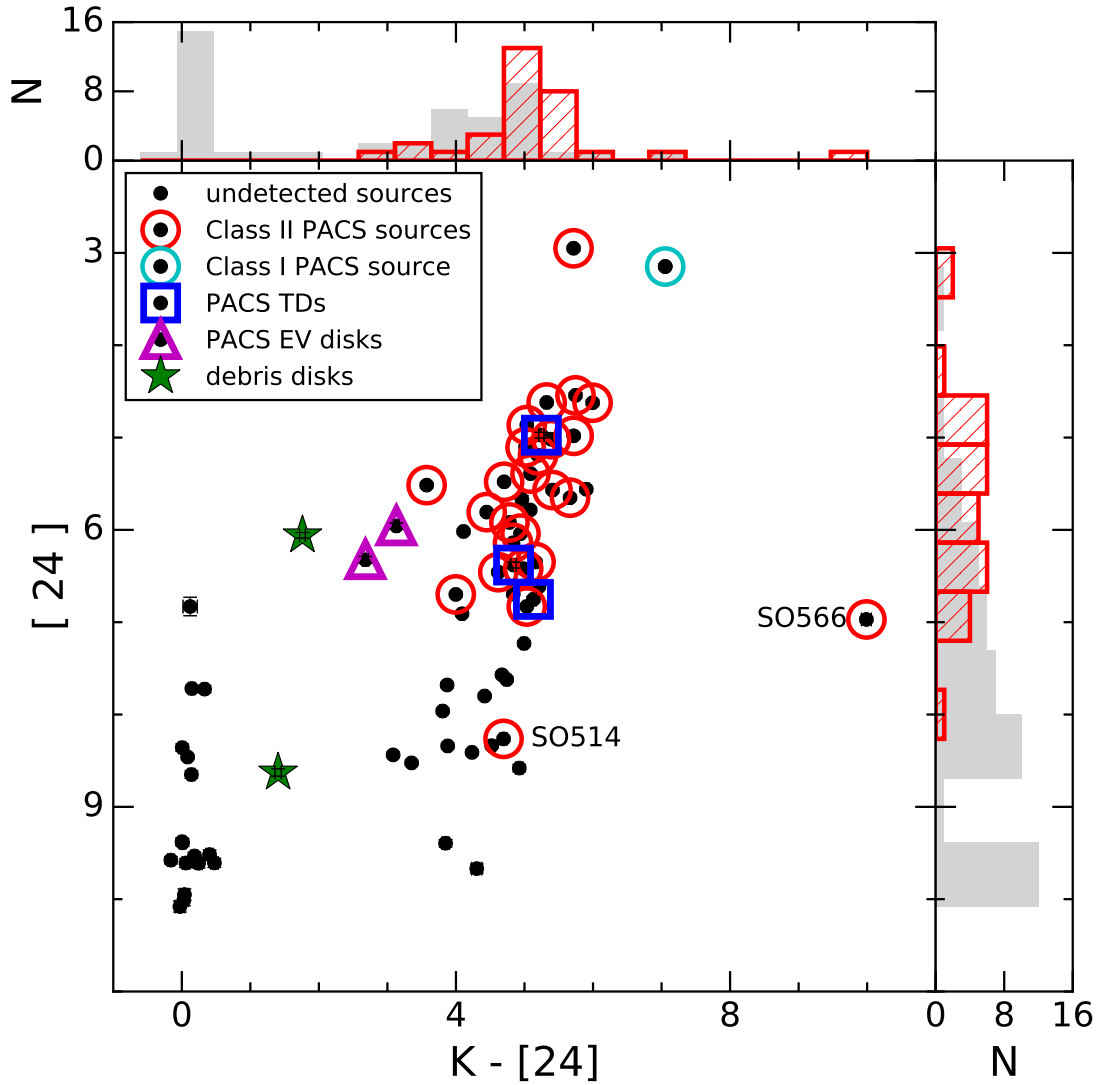 16
8
0
N
undetected sources
Class II PACS sources
Class I PACS source
PACS TDs
PACS EV disks
debris disks
3
6
9
[ 24 ]
SO566
SO514
0 4 8
K - [24]
0 8 16
N